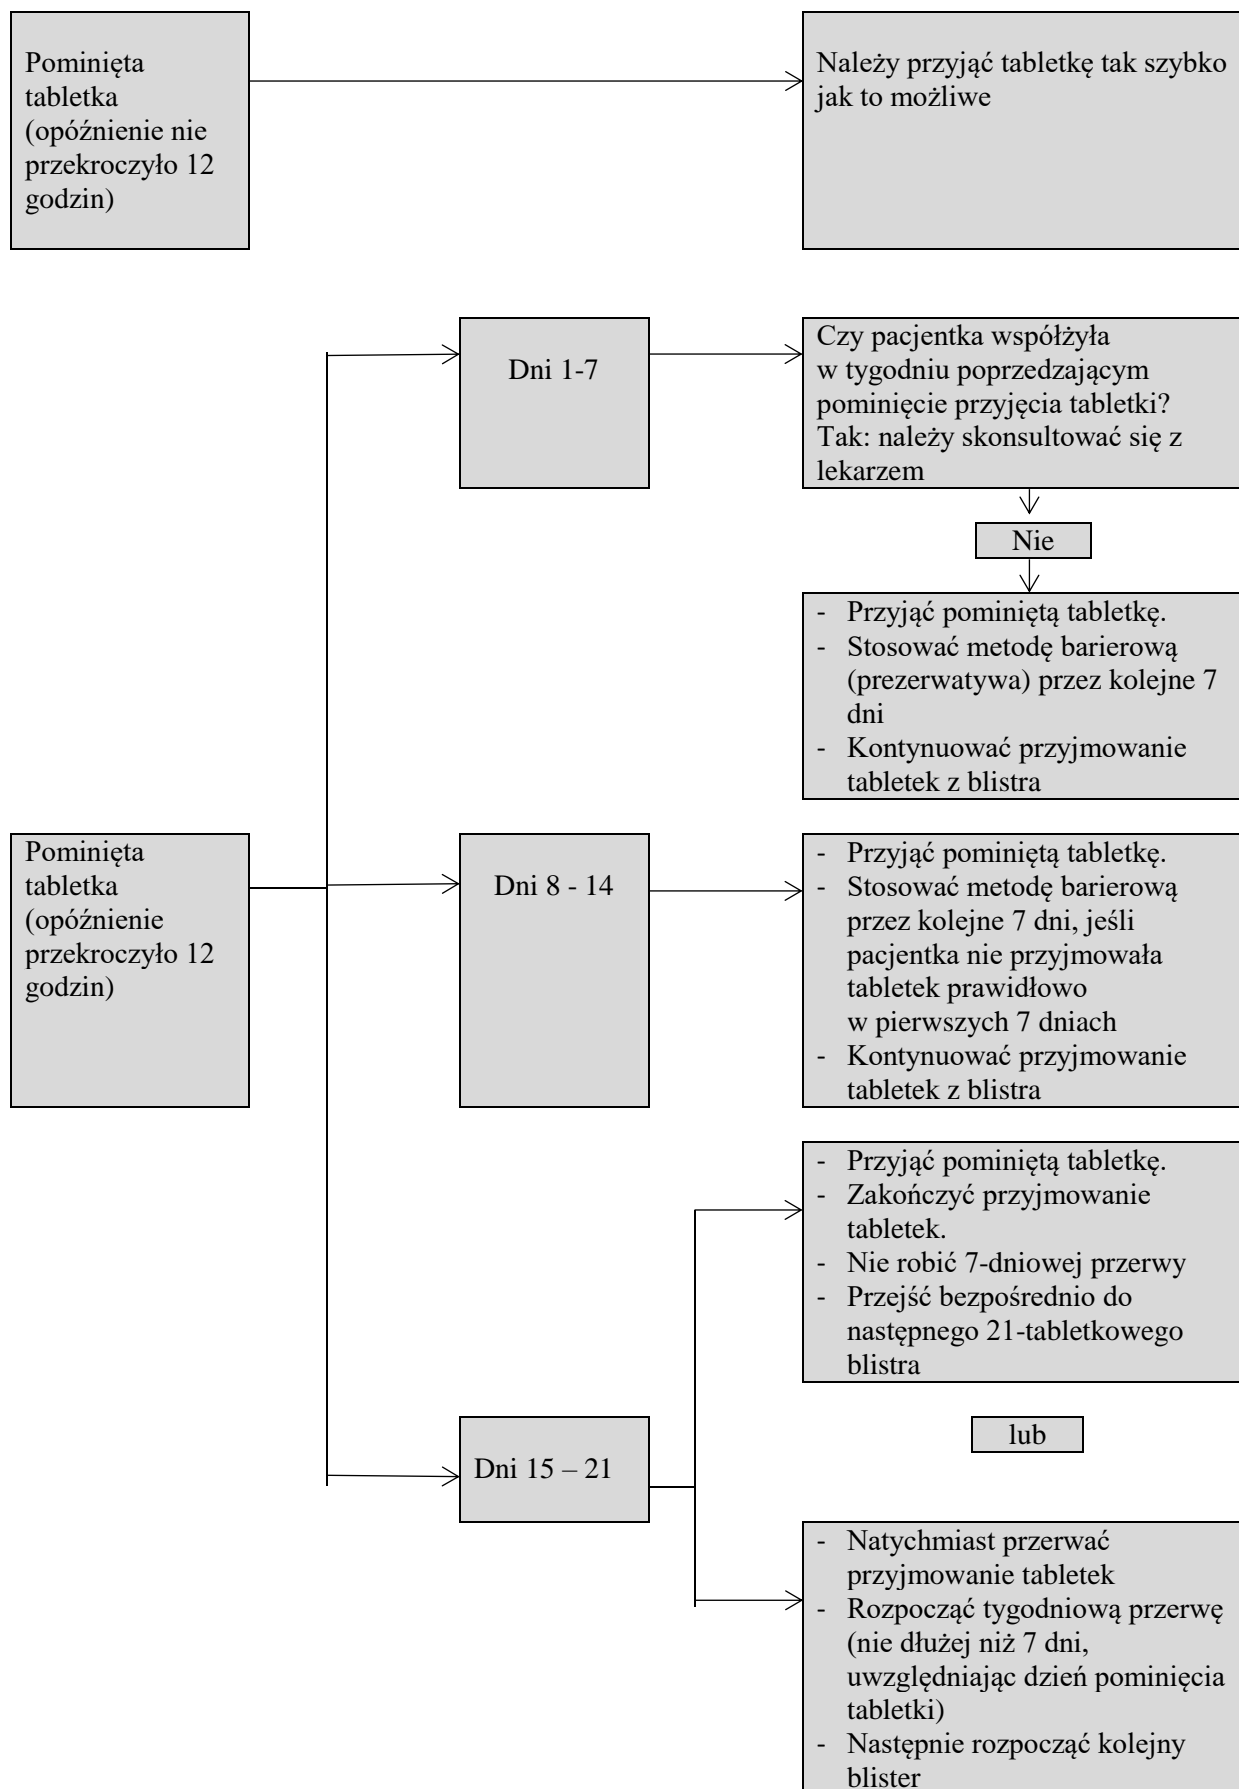 Pominięta
tabletka
(opóźnienie nie
przekroczyło 12
godzin)
Należy przyjąć tabletkę tak szybko
jak to możliwe
Dni 1-7
Czy pacjentka współżyła
w tygodniu poprzedzającym
pominięcie przyjęcia tabletki?
Tak: należy skonsultować się z
lekarzem
Nie
- Przyjąć pominiętą tabletkę.
- Stosować metodę barierową
(prezerwatywa) przez kolejne 7
dni
- Kontynuować przyjmowanie
tabletek z blistra
Pominięta
tabletka
(opóźnienie
przekroczyło 12
godzin)
Dni 8 - 14
- Przyjąć pominiętą tabletkę.
- Stosować metodę barierową
przez kolejne 7 dni, jeśli
pacjentka nie przyjmowała
tabletek prawidłowo
w pierwszych 7 dniach
- Kontynuować przyjmowanie
tabletek z blistra
- Przyjąć pominiętą tabletkę.
- Zakończyć przyjmowanie
tabletek.
- Nie robić 7-dniowej przerwy
- Przejść bezpośrednio do
następnego 21-tabletkowego
blistra
lub
Dni 15 – 21
- Natychmiast przerwać
przyjmowanie tabletek
- Rozpocząć tygodniową przerwę
(nie dłużej niż 7 dni,
uwzględniając dzień pominięcia
tabletki)
- Następnie rozpocząć kolejny
blister